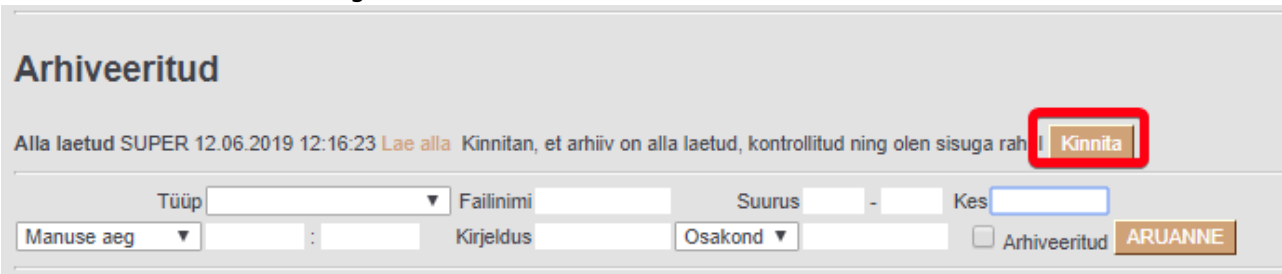 Arhiveeritud
Alla laetud SUPER 12.06.2019 12:16:23 Lae alla Kinnitan, et arhiiv on alla laetud, kontrollitud ning olen sisuga rahul Kinnita
Tüüp Failinimi Suurus - Kes
Manuse aeg : Kirjeldus Osakond Arhiveeritud ARUANNE